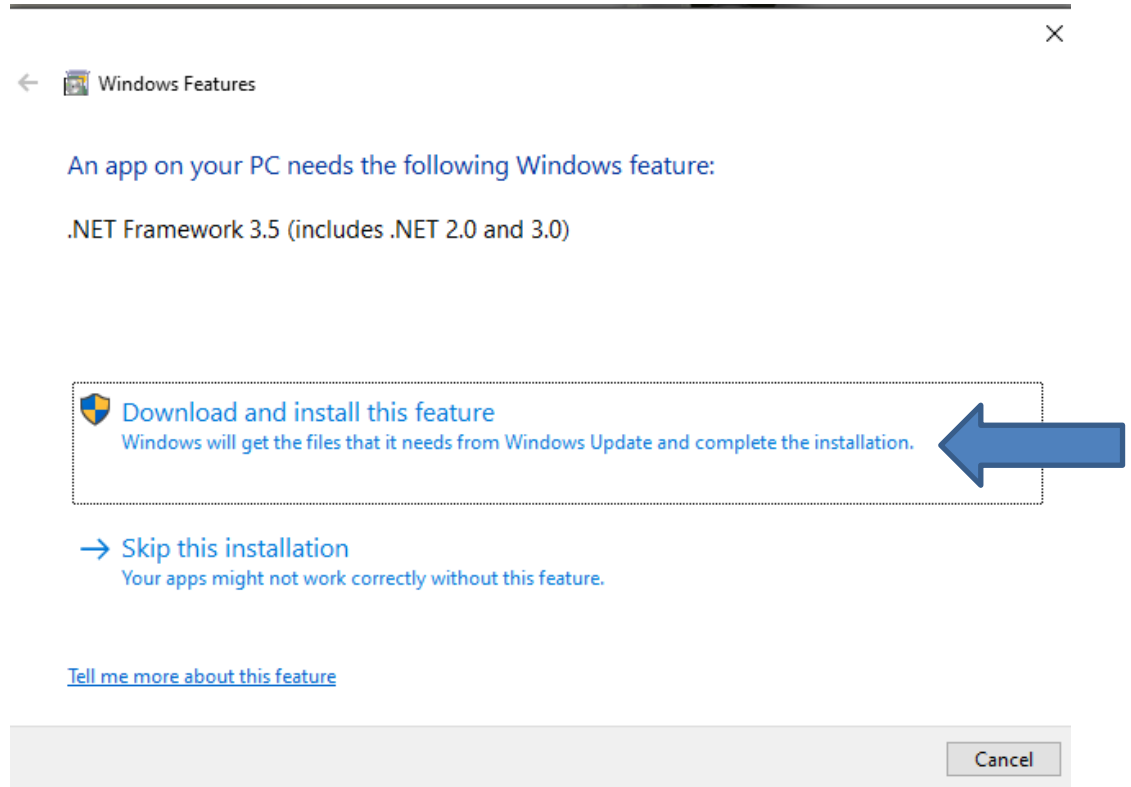 Windows Features
An app on your PC needs the following Windows feature:
.NET Framework 3.5 (includes .NET 2.0 and 3.0)
Download and install this feature
Windows will get the files that it needs from Windows Update and complete the installation.
Skip this installation
Your apps might not work correctly without this feature.
Tell me more about this feature
Cancel